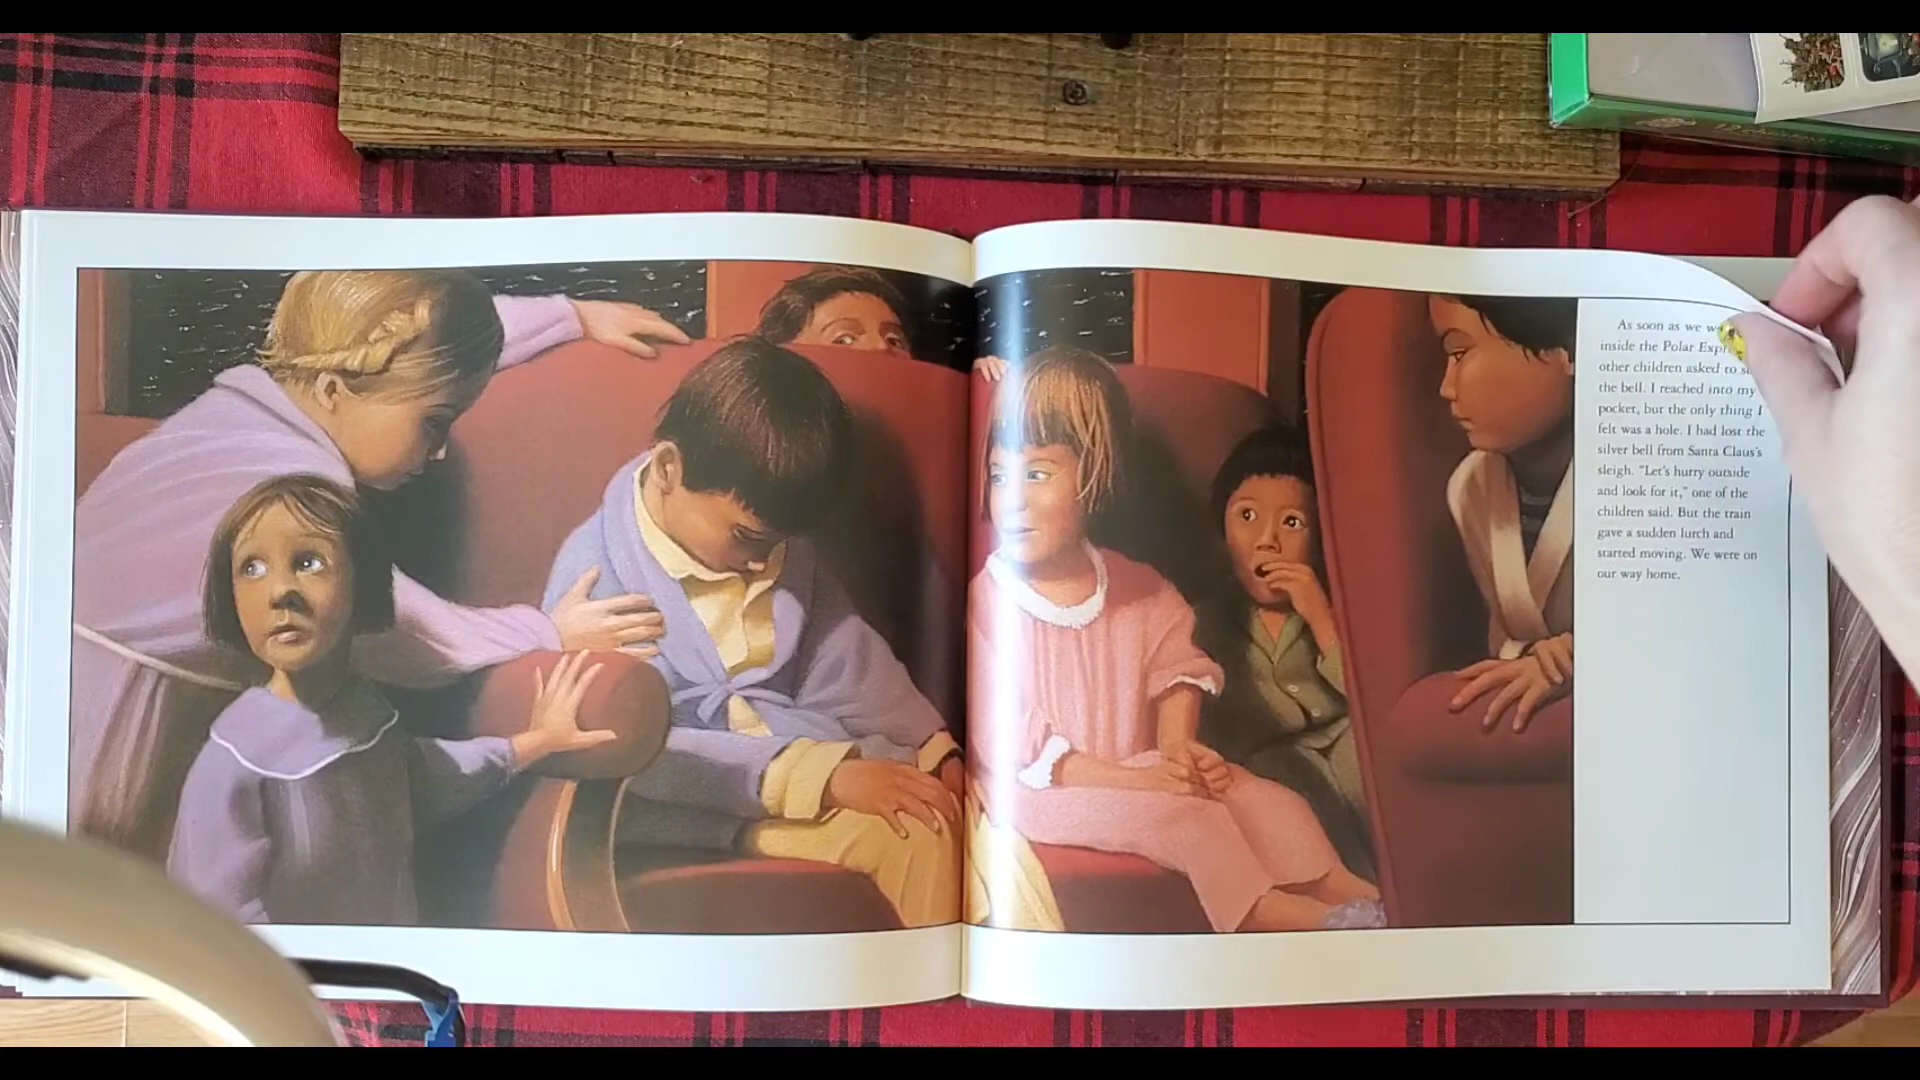 As soon as we
inside the Polar
other children asked to
the bell. I reached into my
pocket, but the only thing I
felt was a hole. I had lost the
silver bell from Santa Claus's
sleigh. "Let's hurry outside
and look for it," one of the
children said. But the train
gave a sudden lurch and
started moving. We were on
our way home.